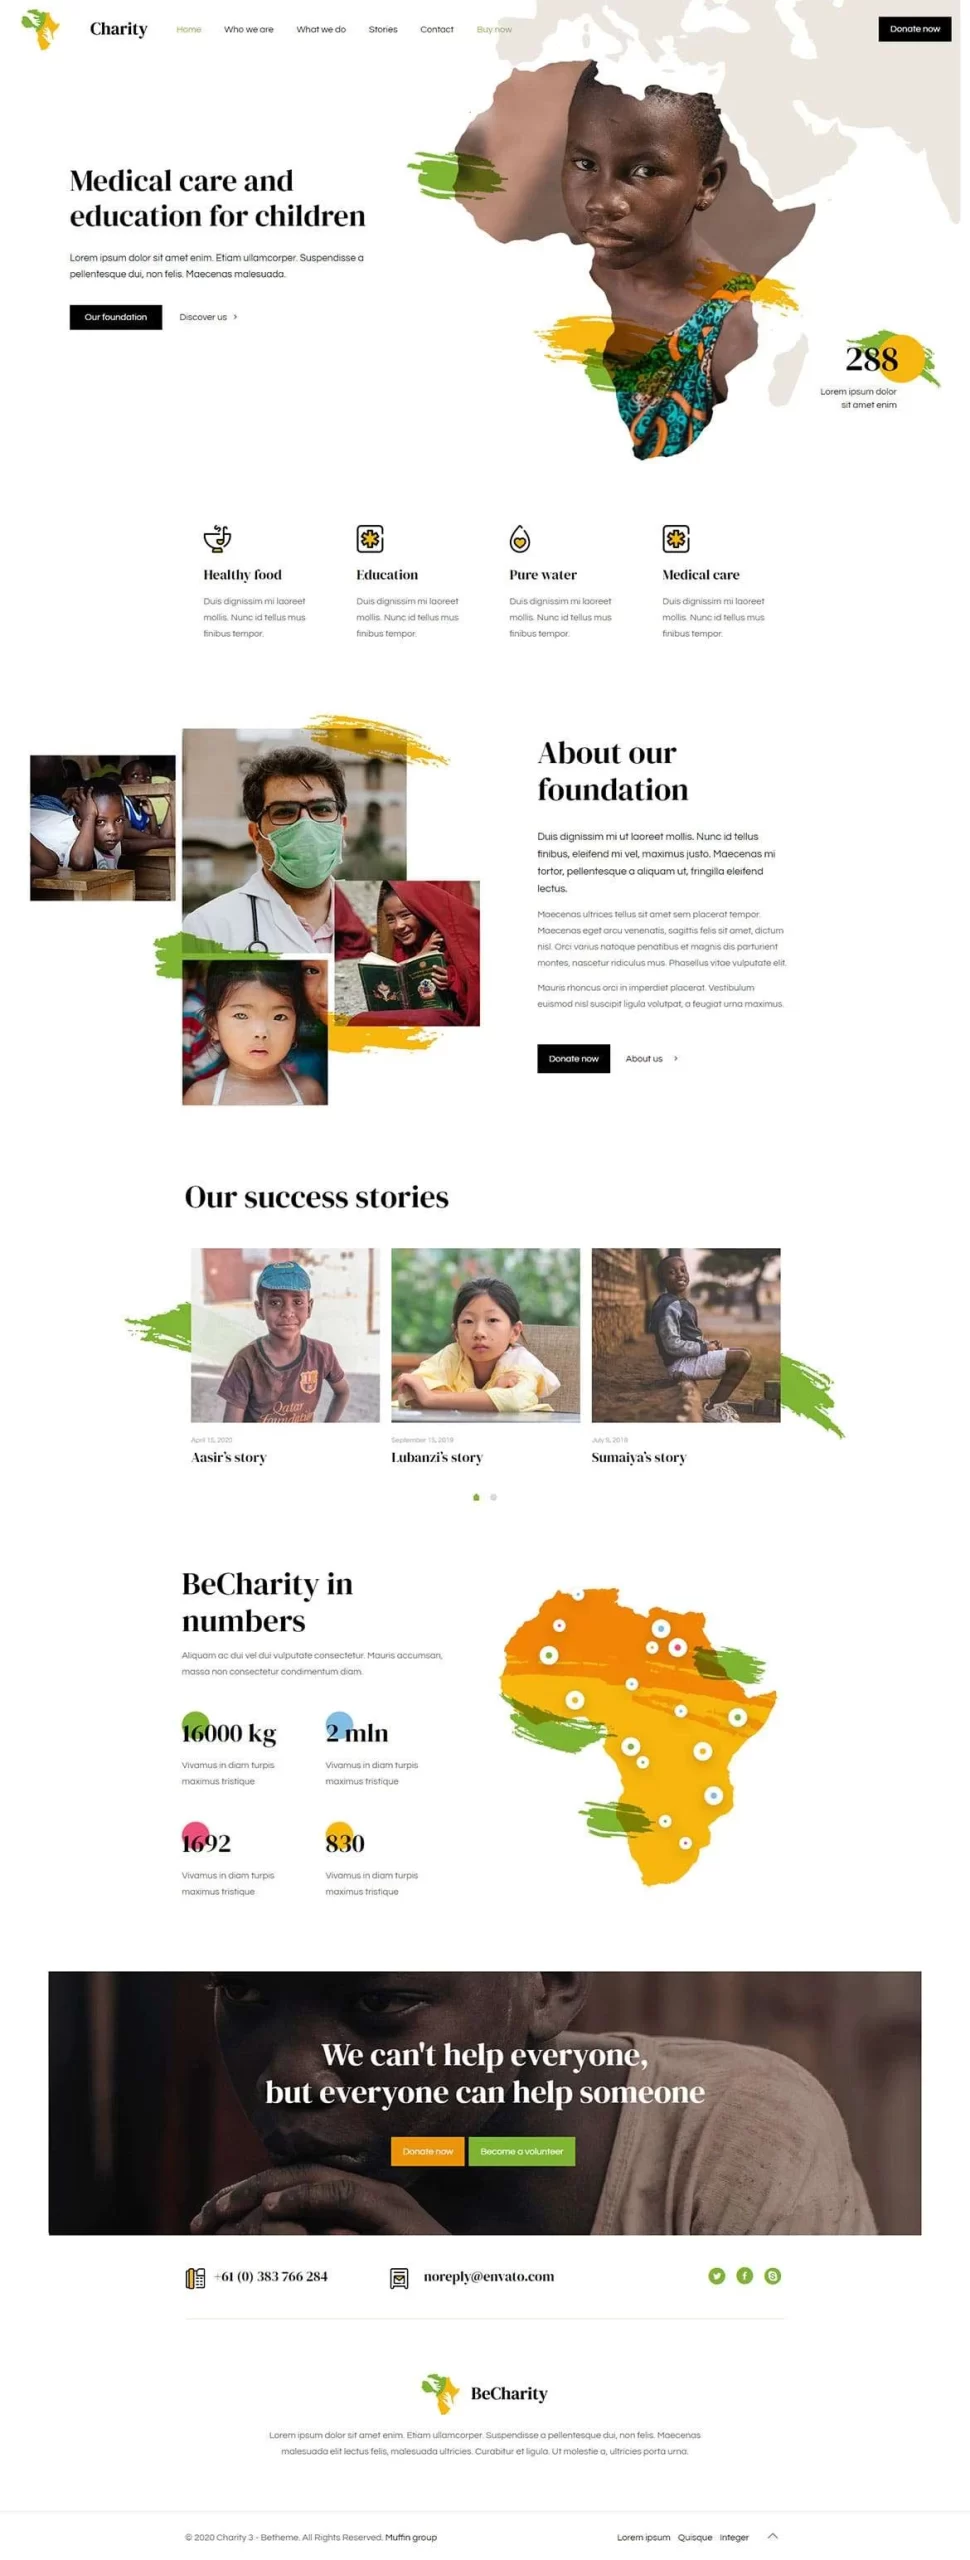 Charity
Home Who we are What we do Stories Contact Buy now
Donate now
Medical care and
education for children
Lorem ipsum dolor sit amet enim. Etiam ullamcorper. Suspendisse a
pellentesque dui, non felis. Maecenas malesuada.
Our foundation
Discover us
288
Lorem ipsum dolor
sit amet enim
Healthy food
Duis dignissim mi laoreet
mollis. Nunc id tellus mus
finibus tempor.
Education
Duis dignissim mi laoreet
mollis. Nunc id tellus mus
finibus tempor.
Pure water
Duis dignissim mi laoreet
mollis. Nunc id tellus mus
finibus tempor.
Medical care
Duis dignissim mi laoreet
mollis. Nunc id tellus mus
finibus tempor.
About our
foundation
Duis dignissim mi ut laoreet mollis. Nunc id tellus
finibus, eleifend mi vel, maximus justo. Maecenas mi
tortor, pellentesque a aliquam ut, fringilla eleifend
lectus.
Maecenas ultrices tellus sit amet sem placerat tempor.
Maecenas eget arcu venenatis, sagittis felis sit amet, dictum
nisl. Orci varius natoque penatibus et magnis dis parturient
montes, nascetur ridiculus mus. Phasellus vitae vulputate elit.
Mauris rhoncus orci in imperdiet placerat. Vestibulum
euismod nisl suscipit ligula volutpat, a feugiat urna maximus.
Donate now
About us
Our success stories
Qatar
foundation
April 15, 2020
Aasir's story
September 15, 2019
Lubanzi's story
July 9, 2018
Sumaiya's story
BeCharity in
numbers
Aliquam ac dui vel dui vulputate consectetur. Mauris accumsan,
massa non consectetur condimentum diam.
16000 kg
Vivamus in diam turpis
maximus tristique
2 mln
Vivamus in diam turpis
maximus tristique
1692
Vivamus in diam turpis
maximus tristique
830
Vivamus in diam turpis
maximus tristique
We can't help everyone,
but everyone can help someone
Donate now
Become a volunteer
+61 (0) 383 766 284
noreply@envato.com
BeCharity
Lorem ipsum dolor sit amet enim. Etiam ullamcorper. Suspendisse a pellentesque dui, non felis. Maecenas
malesuada elit lectus felis, malesuada ultricies. Curabitur et ligula. Ut molestie a, ultricies porta urna.
© 2020 Charity 3 - Betheme. All Rights Reserved. Muffin group
Lorem ipsum Quisque Integer